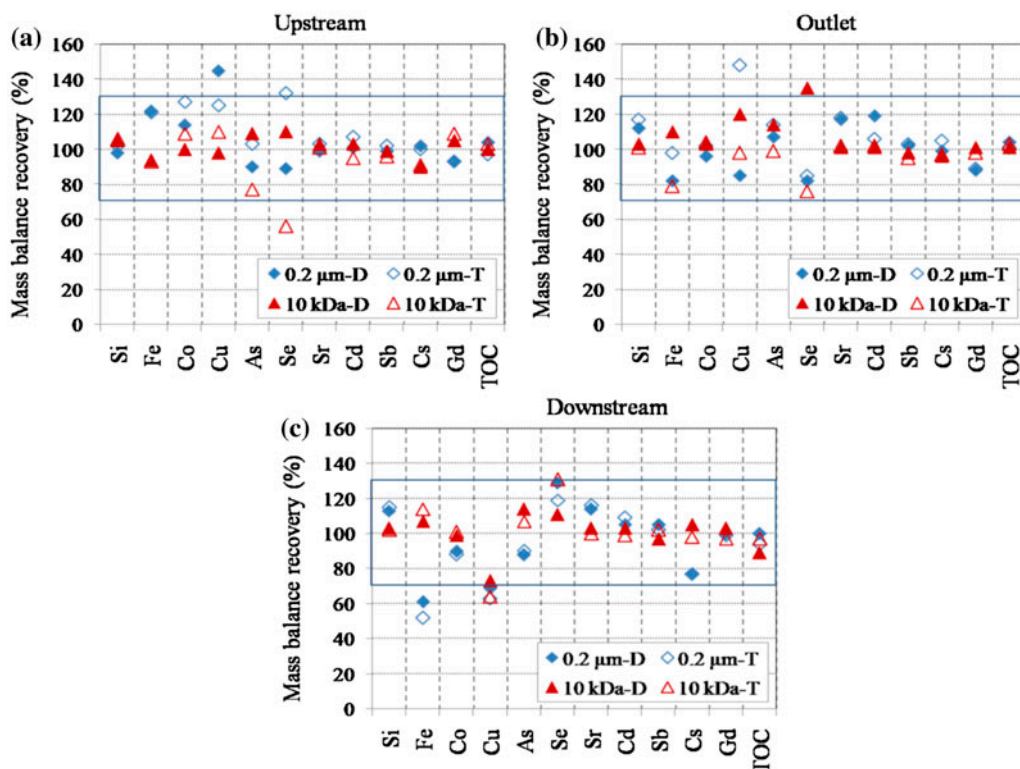 (a)
Upstream
Mass balance recovery (%)
160
140
120
100
80
60
40
20
0
0.2 µm-D
0.2 µm-T
10 kDa-D
10 kDa-T
Si
Fe
Co
Cu
As
Se
Sr
Cd
Sb
Cs
Gd
TOC
(b)
Outlet
Mass balance recovery (%)
160
140
120
100
80
60
40
20
0
0.2 µm-D
0.2 µm-T
10 kDa-D
10 kDa-T
Si
Fe
Co
Cu
As
Se
Sr
Cd
Sb
Cs
Gd
TOC
(c)
Downstream
Mass balance recovery (%)
160
140
120
100
80
60
40
20
0
0.2 µm-D
0.2 µm-T
10 kDa-D
10 kDa-T
Si
Fe
Co
Cu
As
Se
Sr
Cd
Sb
Cs
Gd
TOC